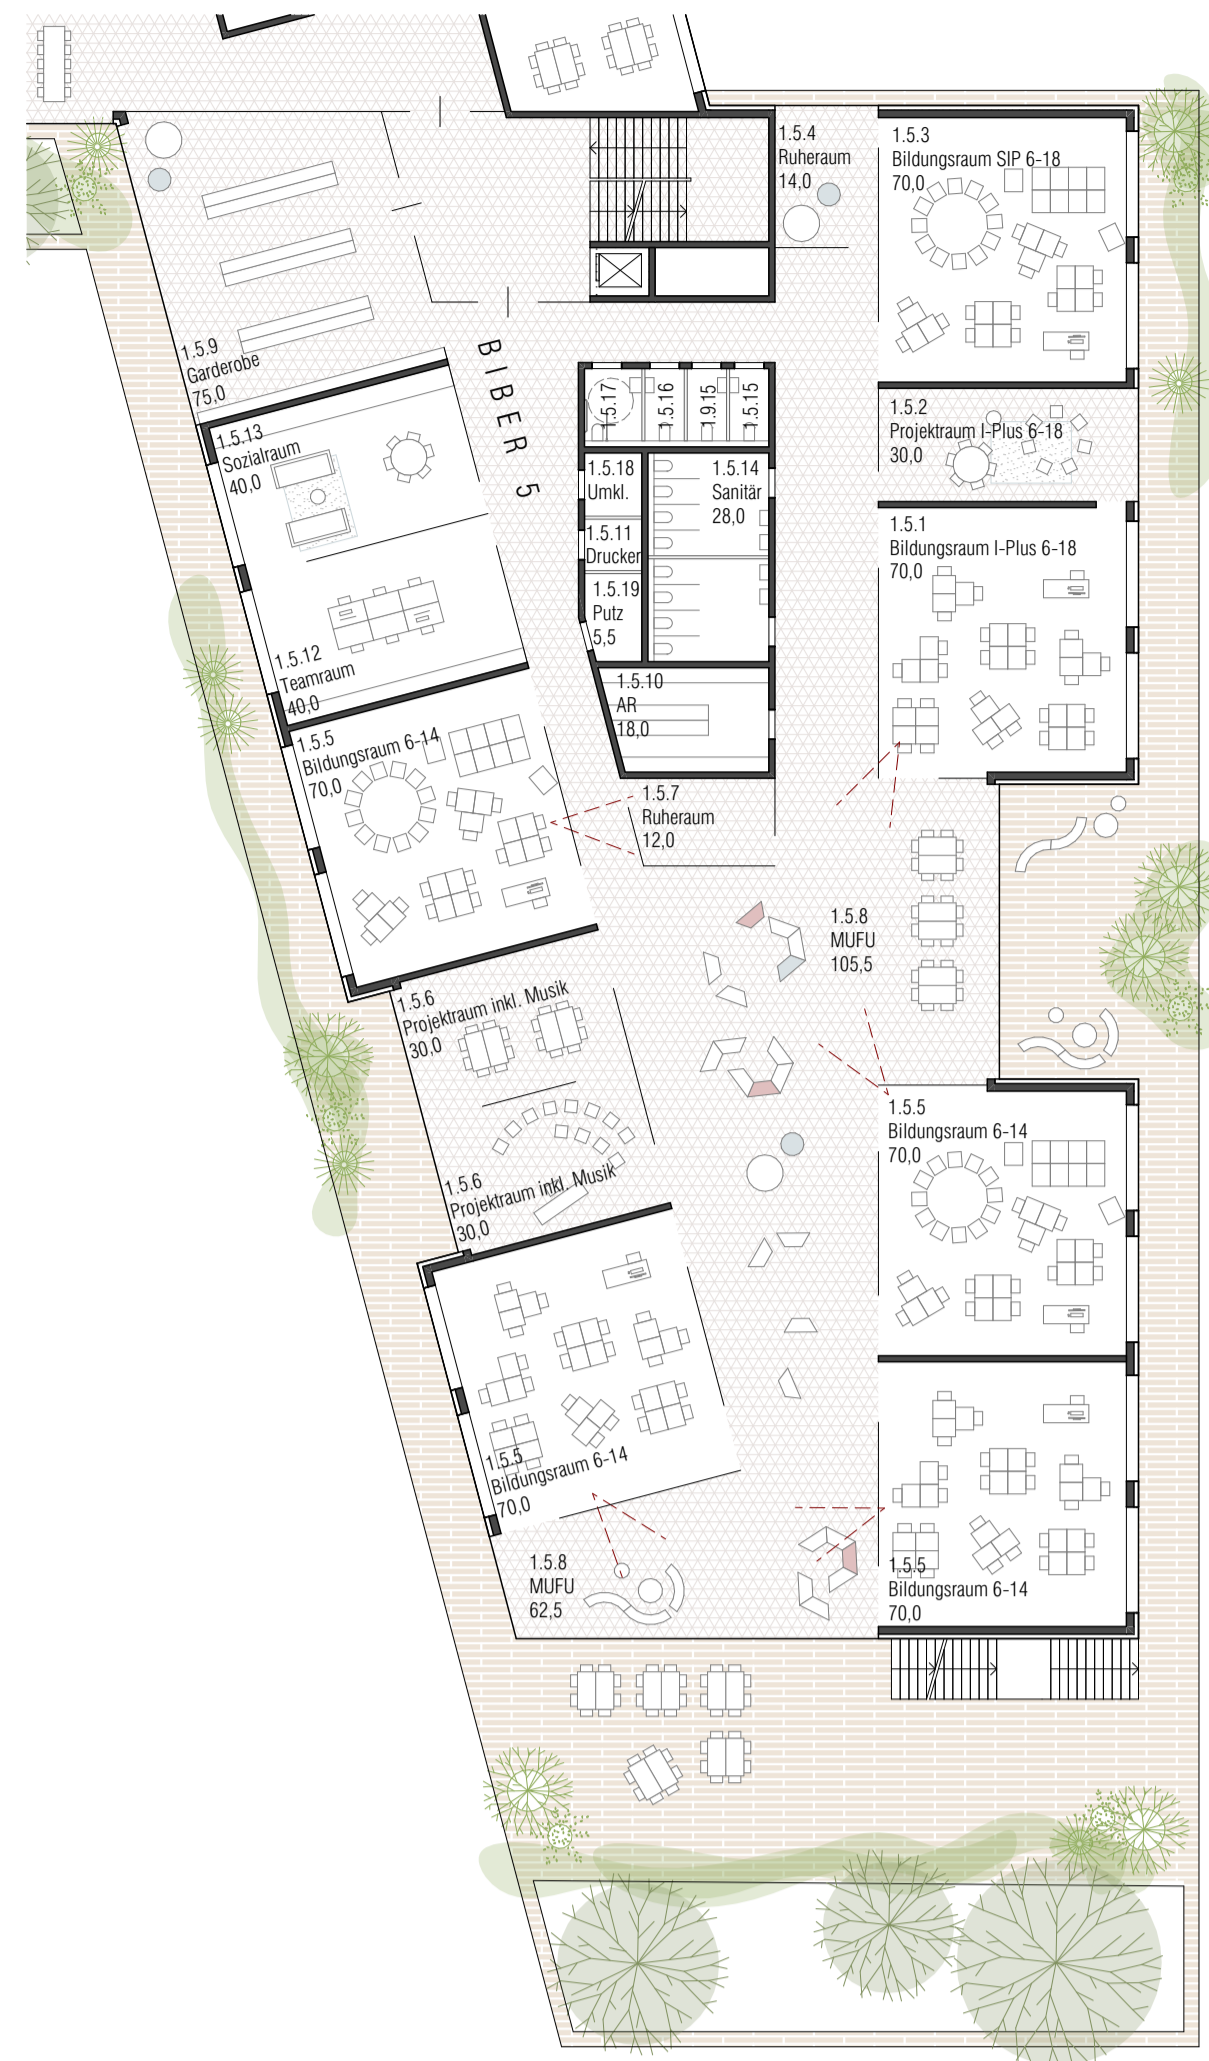 1.5.4
Ruheraum
14,0
1.5.3
Bildungsraum SIP 6-18
70,0
1.5.9
Garderobe
75,0
BIBER 5
1.5.17
1.5.16
1.9.15
1.5.15
1.5.2
Projektraum I-Plus 6-18
30,0
1.5.13
Sozialraum
40,0
1.5.18
Umkl.
1.5.14
Sanitär
28,0
1.5.11
Drucker
1.5.1
Bildungsraum I-Plus 6-18
70,0
1.5.19
Putz
5,5
1.5.12
Teamraum
40,0
1.5.10
AR
18,0
1.5.5
Bildungsraum 6-14
70,0
1.5.7
Ruheraum
12,0
1.5.8
MUFU
105,5
1.5.6
Projektraum inkl. Musik
30,0
1.5.5
Bildungsraum 6-14
70,0
1.5.6
Projektraum inkl. Musik
30,0
1.5.5
Bildungsraum 6-14
70,0
1.5.8
MUFU
62,5
1.5.5
Bildungsraum 6-14
70,0